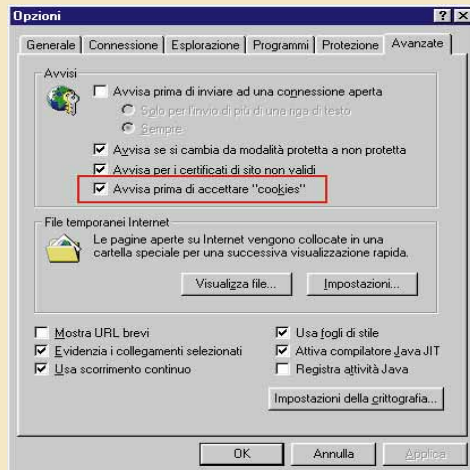 Opzioni
Generale Connessione Esplorazione Programmi Protezione Avanzate
Avvisi
Avvisa prima di inviare ad una connessione aperta
Solo per l'invio di più di una riga di testo
Sempre
Avvisa se si cambia da modalità protetta a non protetta
Avvisa per i certificati di sito non validi
Avvisa prima di accettare "cookies"
File temporanei Internet
Le pagine aperte su Internet vengono collocate in una
cartella speciale per una successiva visualizzazione rapida.
Visualizza file... Impostazioni...
Mostra URL brevi
Evidenzia i collegamenti selezionati
Usa scorrimento continuo
Usa fogli di stile
Attiva compilatore Java JIT
Registra attività Java
Impostazioni della crittografia...
OK Annulla Applica